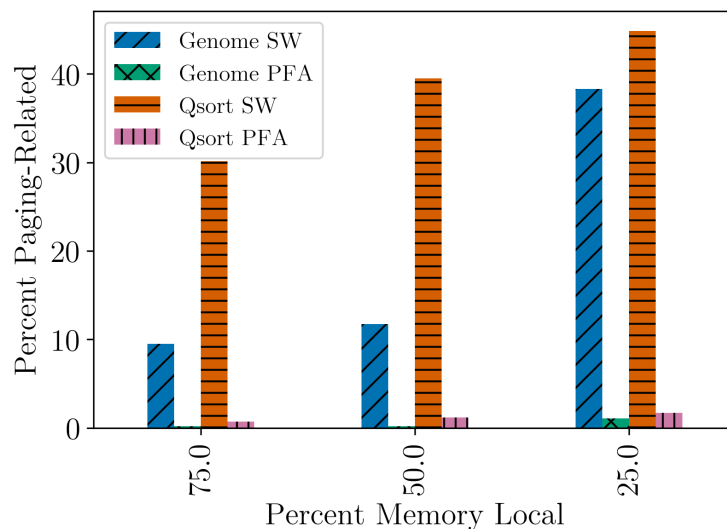 Genome SW
Genome PFA
Qsort SW
Qsort PFA
Percent Paging-Related
40
30
20
10
0
75.0
50.0
25.0
Percent Memory Local